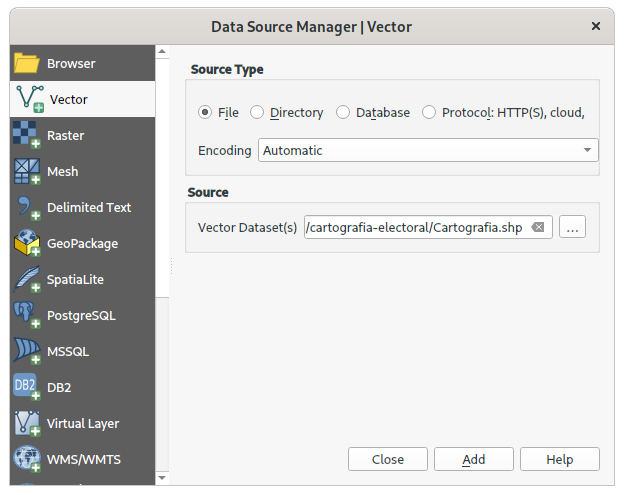 Data Source Manager | Vector
Browser
Vector
Raster
Mesh
Delimited Text
GeoPackage
SpatiaLite
PostgreSQL
MSSQL
DB2
DB2
Virtual Layer
WMS/WMTS
Source Type
File
Directory
Database
Protocol: HTTP(S), cloud,
Encoding Automatic
Source
Vector Dataset(s) /cartografia-electoral/Cartografia.shp ...
Close Add Help